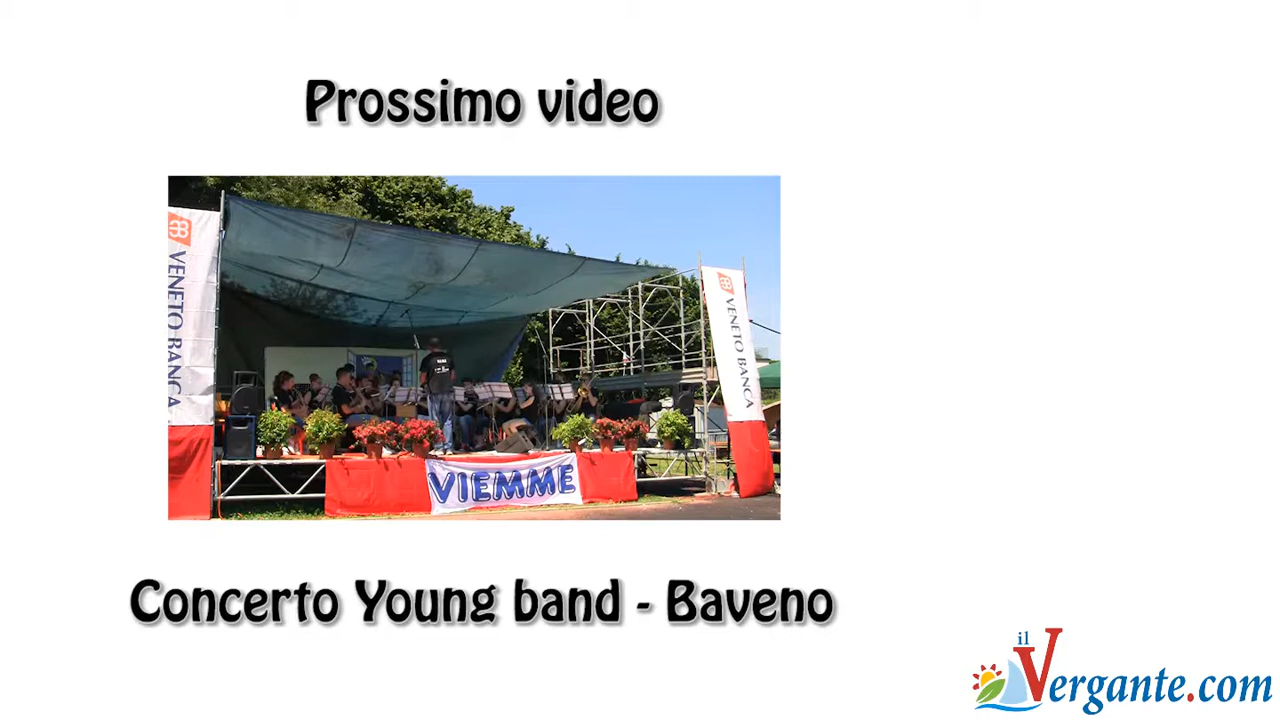 Prossimo video
VENETO BANCA
VENETO BANCA
VIEMME
Concerto Young band - Baveno
il
Vergante.com